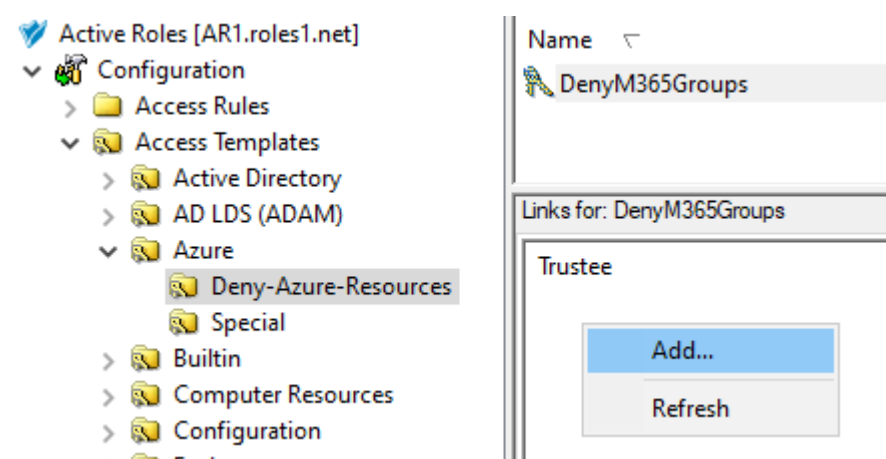 Active Roles [AR1.roles1.net]
Configuration
Access Rules
Access Templates
Active Directory
AD LDS (ADAM)
Azure
Deny-Azure-Resources
Special
Builtin
Computer Resources
Configuration
Name
DenyM365Groups
Links for: DenyM365Groups
Trustee
Add...
Refresh